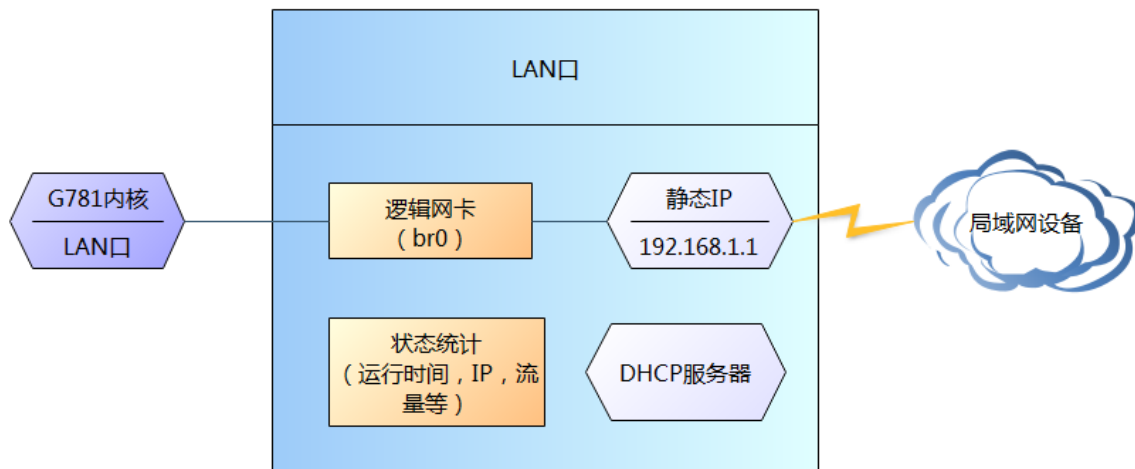 LAN口
G781内核
LAN口
逻辑网卡
（br0）
静态IP
192.168.1.1
局域网设备
状态统计
（运行时间，IP，流
量等）
DHCP服务器